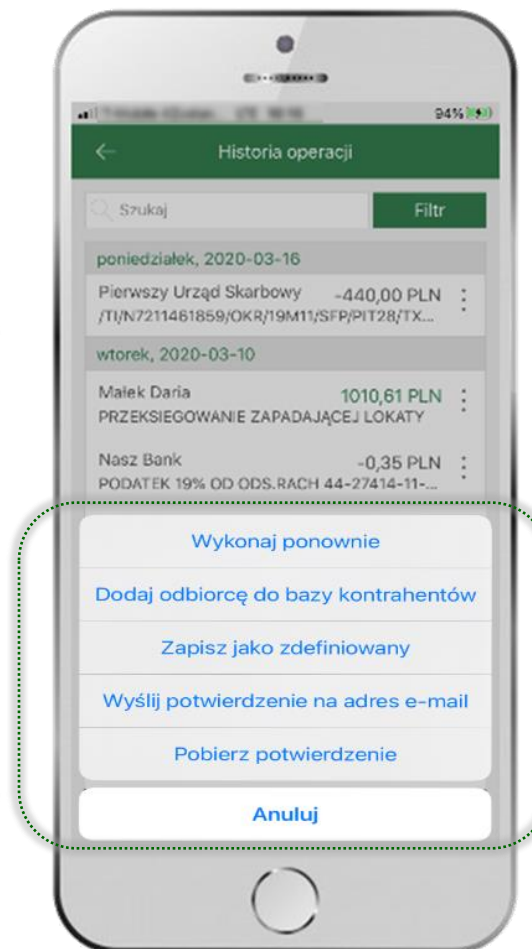 94%
Historia operacji
Szukaj
Filtr
poniedziałek, 2020-03-16
Pierwszy Urząd Skarbowy -440,00 PLN
/TI/N7211461859/OKR/19M11/SFP/PIT28/TX...
wtorek, 2020-03-10
Małek Daria 1010,61 PLN
PRZEKSIEGOWANIE ZAPADAJĄCEJ LOKATY
Nasz Bank -0,35 PLN
PODATEK 19% OD ODS.RACH 44-27414-11-...
Wykonaj ponownie
Dodaj odbiorcę do bazy kontrahentów
Zapisz jako zdefiniowany
Wyślij potwierdzenie na adres e-mail
Pobierz potwierdzenie
Anuluj